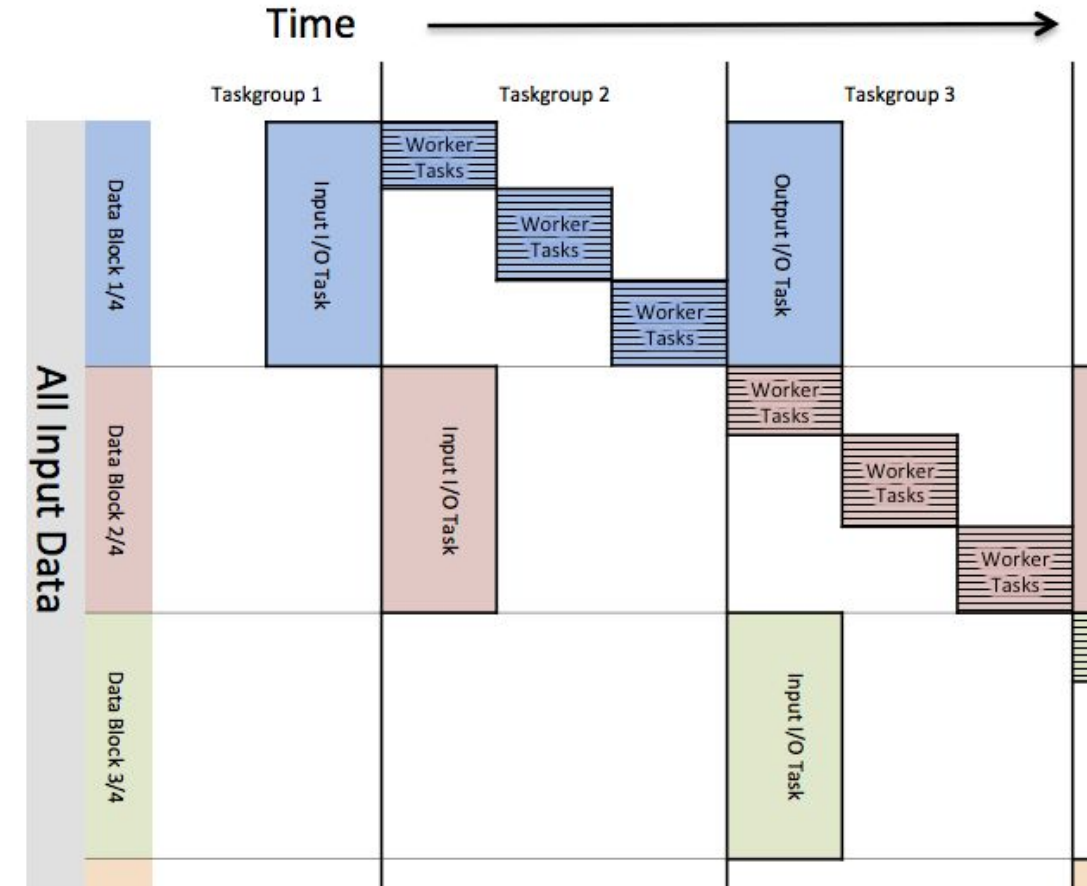 Time
Taskgroup 1
Taskgroup 2
Taskgroup 3
All Input Data
Data Block 1/4
Input I/O Task
Worker
Tasks
Worker
Tasks
Worker
Tasks
Output I/O Task
Data Block 2/4
Input I/O Task
Worker
Tasks
Worker
Tasks
Worker
Tasks
Data Block 3/4
Input I/O Task